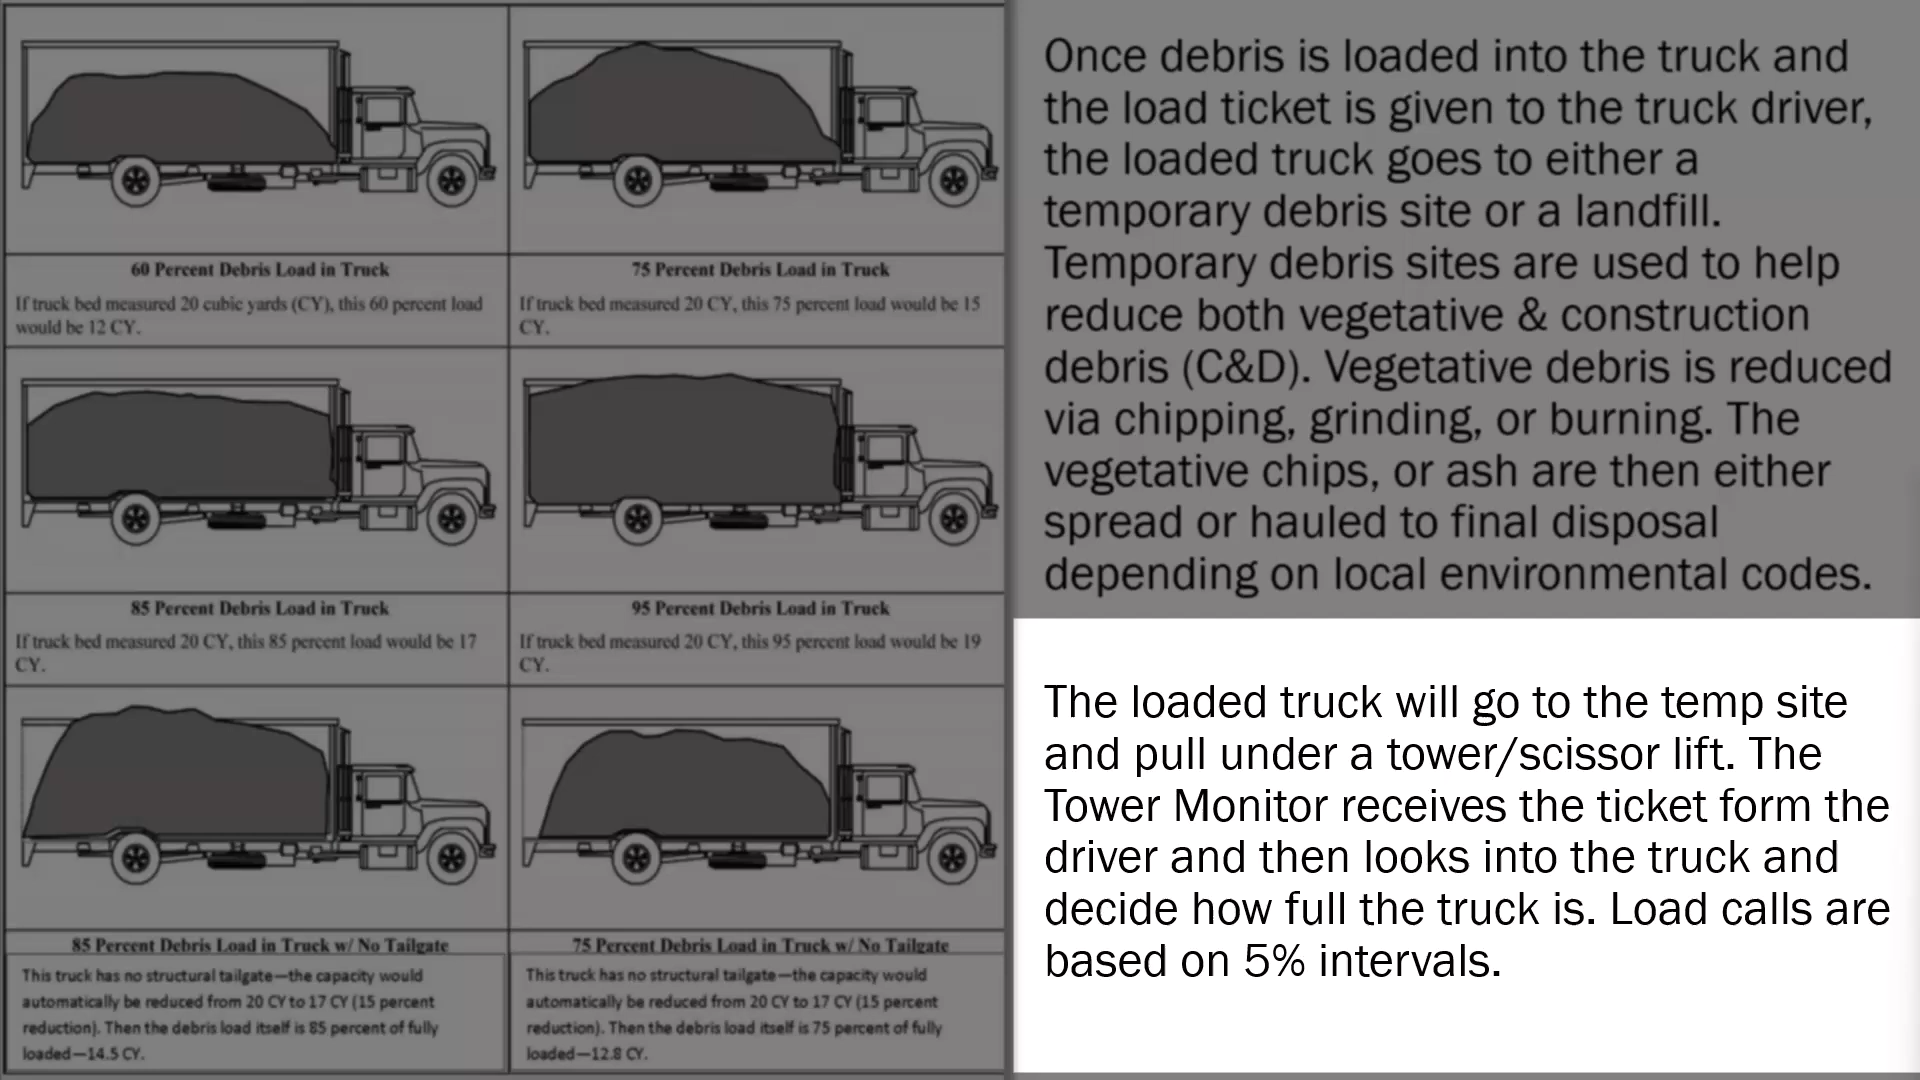 60 Percent Debris Load in Truck
If truck bed measured 20 cubic yards (CY), this 60 percent load
would be 12 CY.
75 Percent Debris Load in Truck
If truck bed measured 20 CY, this 75 percent load would be 15
CY.
85 Percent Debris Load in Truck
If truck bed measured 20 CY, this 85 percent load would be 17
CY.
95 Percent Debris Load in Truck
If truck bed measured 20 CY, this 95 percent load would be 19
CY.
85 Percent Debris Load in Truck w/ No Tailgate
This truck has no structural tailgate—the capacity would
automatically be reduced from 20 CY to 17 CY (15 percent
reduction). Then the debris load itself is 85 percent of fully
loaded—14.5 CY.
75 Percent Debris Load in Truck w/ No Tailgate
This truck has no structural tailgate—the capacity would
automatically be reduced from 20 CY to 17 CY (15 percent
reduction). Then the debris load itself is 75 percent of fully
loaded—12.8 CY.
Once debris is loaded into the truck and
the load ticket is given to the truck driver,
the loaded truck goes to either a
temporary debris site or a landfill.
Temporary debris sites are used to help
reduce both vegetative & construction
debris (C&D). Vegetative debris is reduced
via chipping, grinding, or burning. The
vegetative chips, or ash are then either
spread or hauled to final disposal
depending on local environmental codes.
The loaded truck will go to the temp site
and pull under a tower/scissor lift. The
Tower Monitor receives the ticket form the
driver and then looks into the truck and
decide how full the truck is. Load calls are
based on 5% intervals.